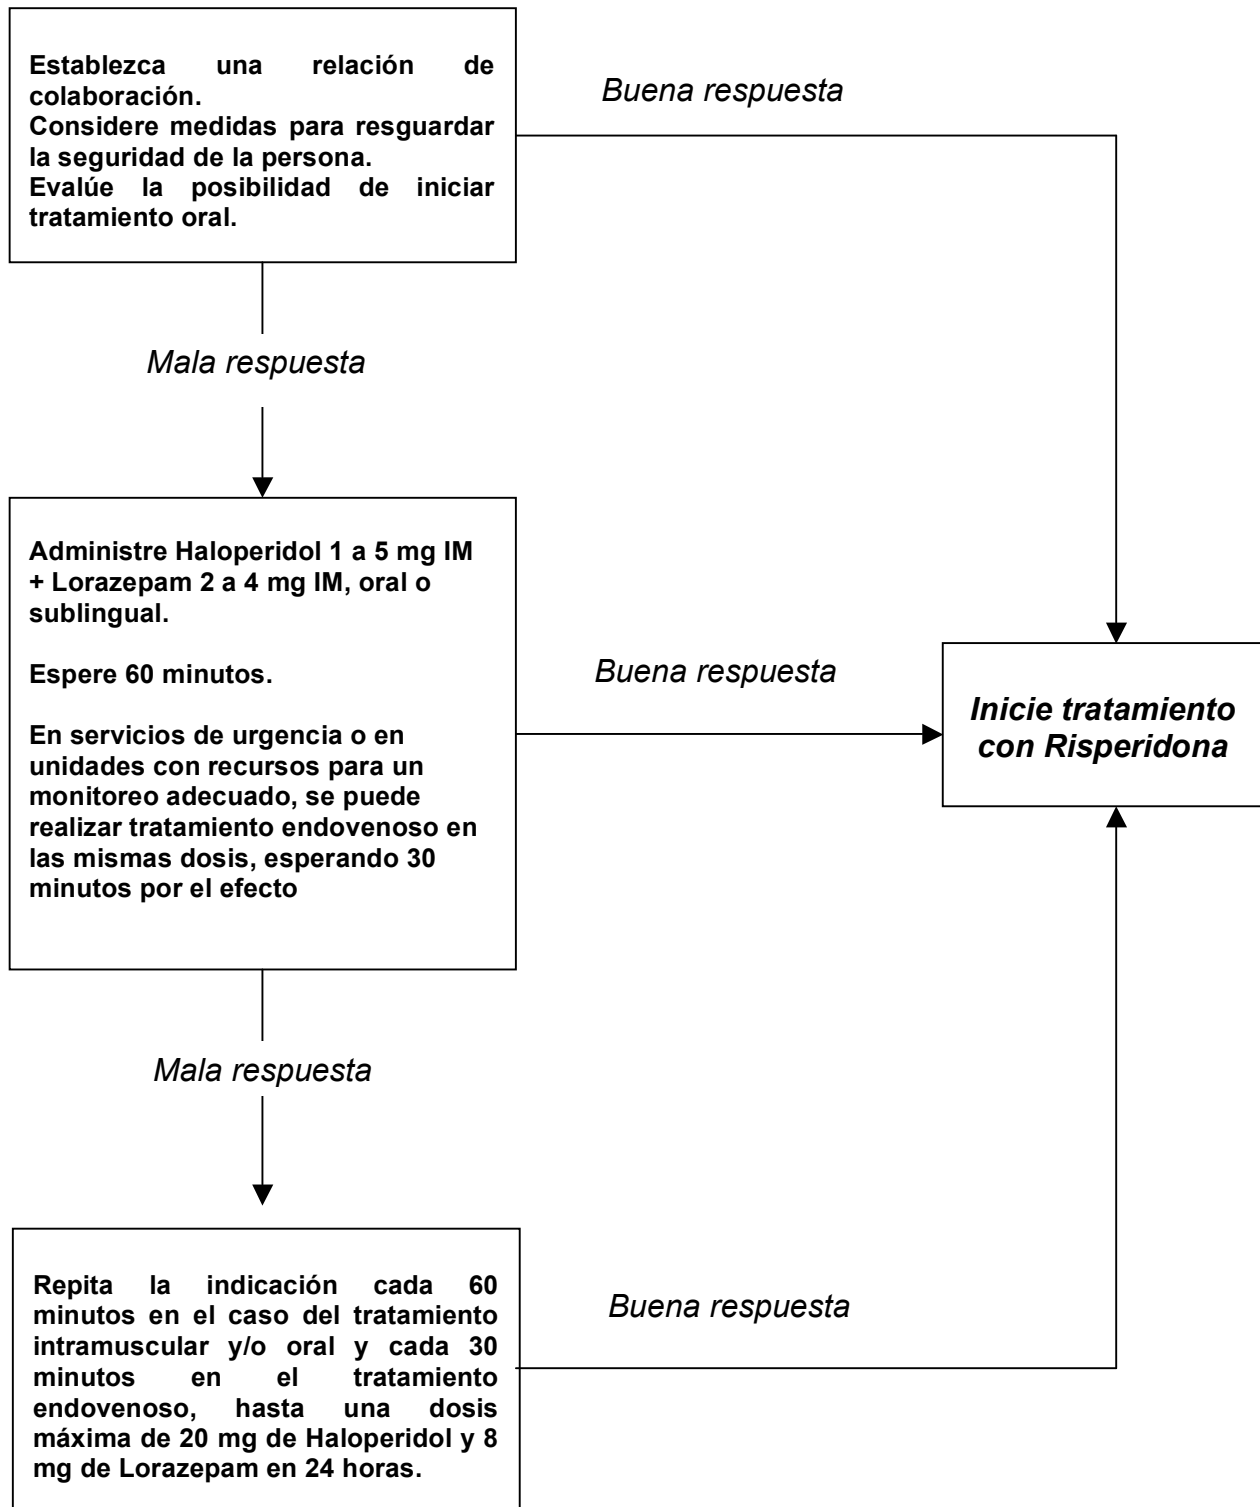 Establezca una relación de
colaboración.
Considere medidas para resguardar
la seguridad de la persona.
Evalúe la posibilidad de iniciar
tratamiento oral.
Buena respuesta
Mala respuesta
Administre Haloperidol 1 a 5 mg IM
+ Lorazepam 2 a 4 mg IM, oral o
sublingual.
Espere 60 minutos.
En servicios de urgencia o en
unidades con recursos para un
monitoreo adecuado, se puede
realizar tratamiento endovenoso en
las mismas dosis, esperando 30
minutos por el efecto
Buena respuesta
Inicie tratamiento
con Risperidona
Mala respuesta
Repita la indicación cada 60
minutos en el caso del tratamiento
intramuscular y/o oral y cada 30
minutos en el tratamiento
endovenoso, hasta una dosis
máxima de 20 mg de Haloperidol y 8
mg de Lorazepam en 24 horas.
Buena respuesta